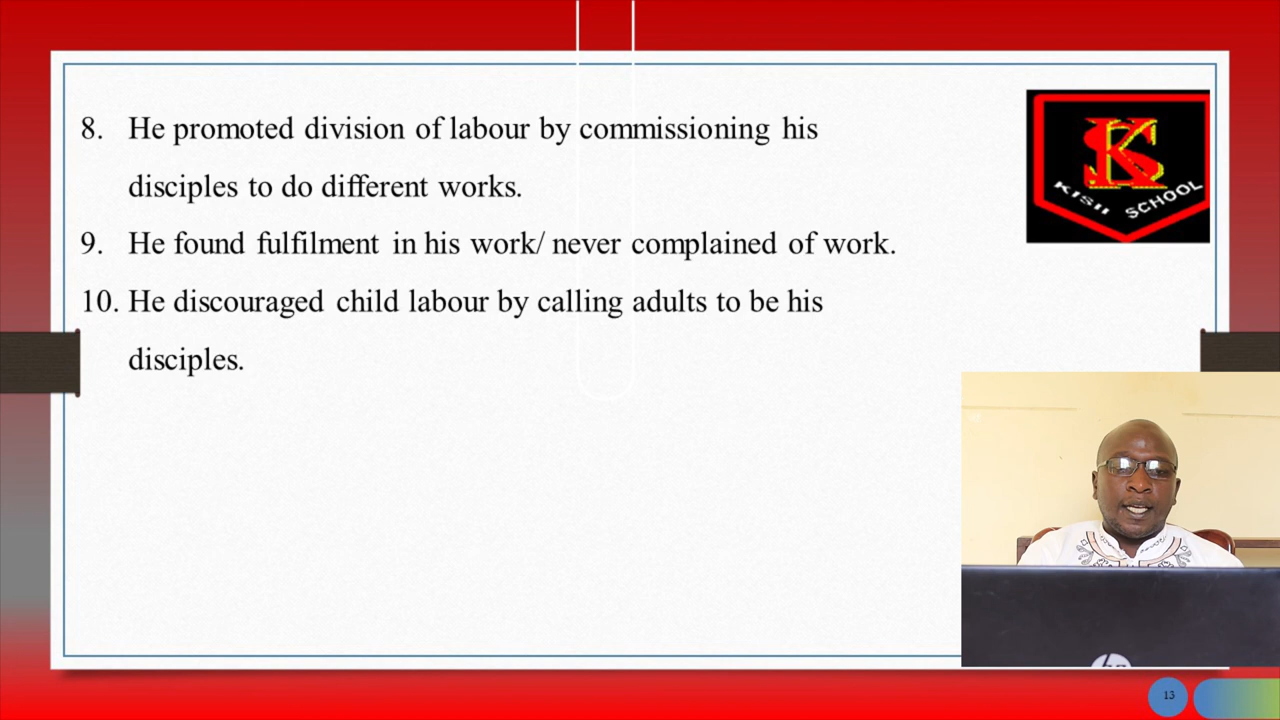 8. He promoted division of labour by commissioning his
disciples to do different works.
9. He found fulfilment in his work/ never complained of work.
10. He discouraged child labour by calling adults to be his
disciples.
KS
KISII SCHOOL
hp
13